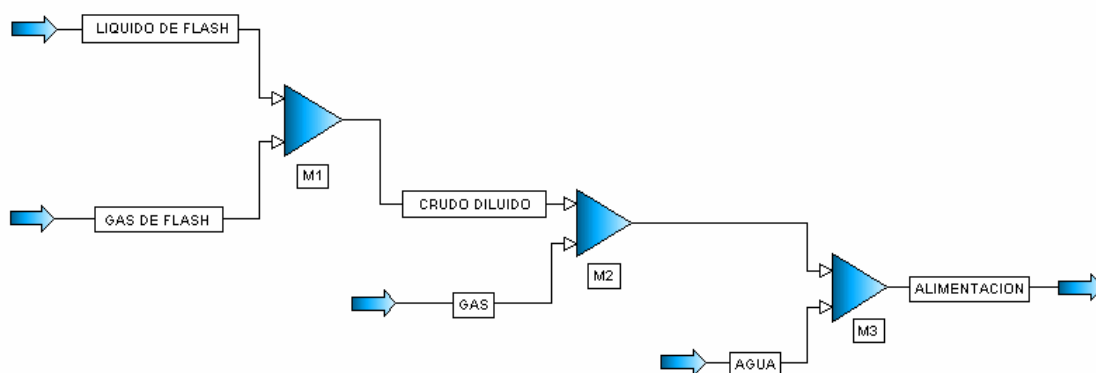 LIQUIDO DE FLASH
M1
GAS DE FLASH
CRUDO DILUIDO
M2
GAS
ALIMENTACION
M3
AGUA